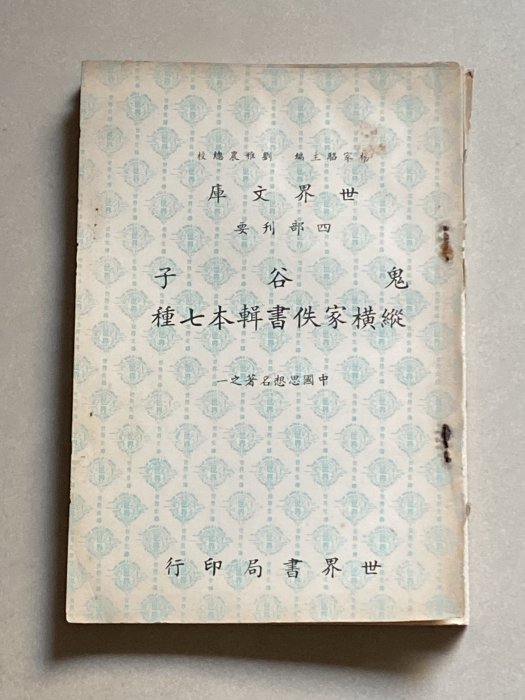 楊家駱主編 劉雅農總校
世界文庫
四部刊要
鬼谷子
縱橫家佚書輯本七種
中國思想名著之一
世界書局印行